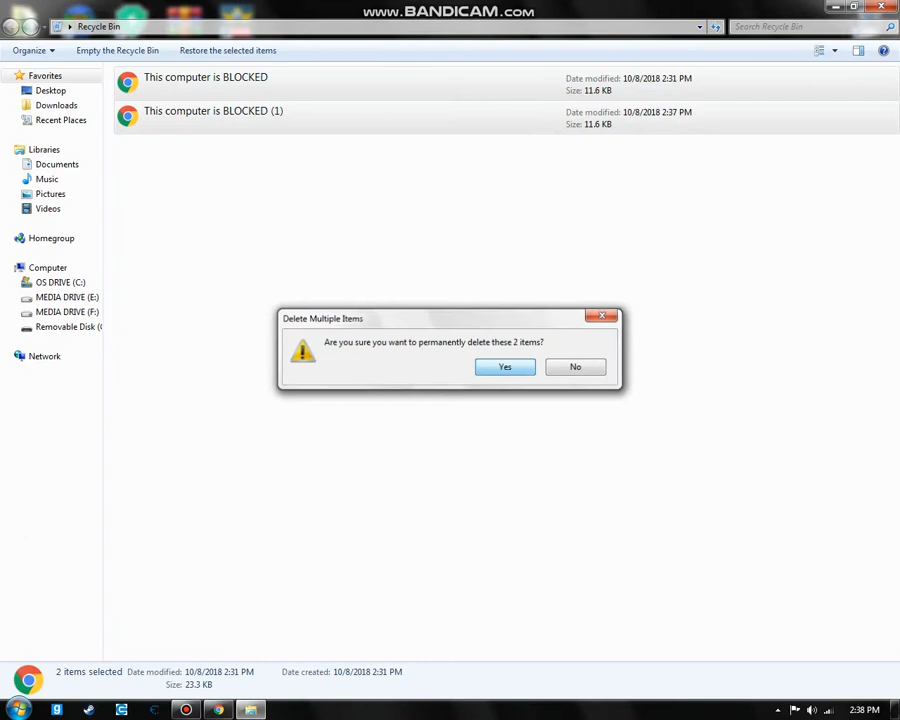 www.BANDICAM.com
Recycle Bin
Search Recycle Bin
Organize
Empty the Recycle Bin
Restore the selected items
Favorites
Desktop
Downloads
Recent Places
Libraries
Documents
Music
Pictures
Videos
Homegroup
Computer
OS DRIVE (C:)
MEDIA DRIVE (E:)
MEDIA DRIVE (F:)
Removable Disk (
Network
This computer is BLOCKED
Date modified: 10/8/2018 2:31 PM
Size: 11.6 KB
This computer is BLOCKED (1)
Date modified: 10/8/2018 2:37 PM
Size: 11.6 KB
Delete Multiple Items
Are you sure you want to permanently delete these 2 items?
Yes
No
2 items selected
Date modified: 10/8/2018 2:31 PM
Date created: 10/8/2018 2:31 PM
Size: 23.3 KB
2:38 PM